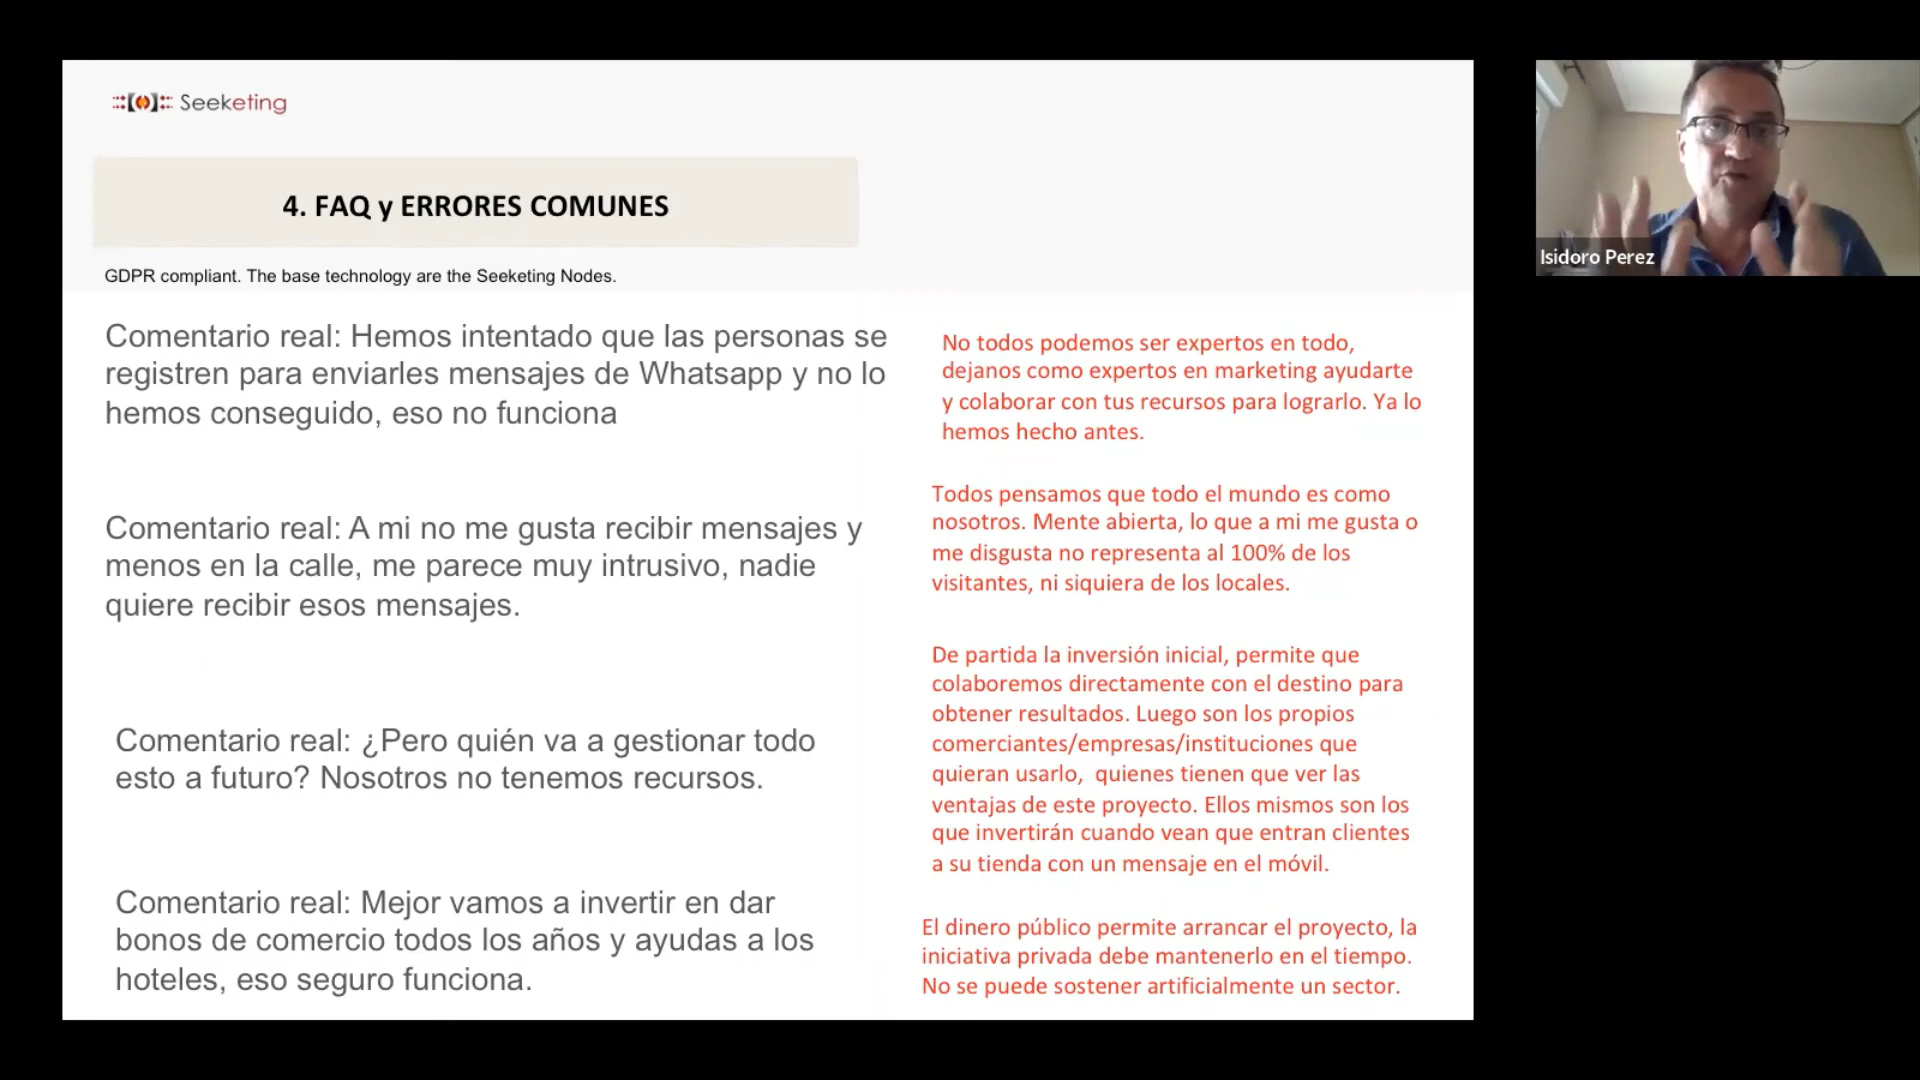 Seeketing
4. FAQ y ERRORES COMUNES
GDPR compliant. The base technology are the Seeketing Nodes.
Comentario real: Hemos intentado que las personas se
registren para enviarles mensajes de Whatsapp y no lo
hemos conseguido, eso no funciona
No todos podemos ser expertos en todo,
dejanos como expertos en marketing ayudarte
y colaborar con tus recursos para lograrlo. Ya lo
hemos hecho antes.
Comentario real: A mi no me gusta recibir mensajes y
menos en la calle, me parece muy intrusivo, nadie
quiere recibir esos mensajes.
Todos pensamos que todo el mundo es como
nosotros. Mente abierta, lo que a mi me gusta o
me disgusta no representa al 100% de los
visitantes, ni siquiera de los locales.
Comentario real: ¿Pero quién va a gestionar todo
esto a futuro? Nosotros no tenemos recursos.
De partida la inversión inicial, permite que
colaboremos directamente con el destino para
obtener resultados. Luego son los propios
comerciantes/empresas/instituciones que
quieran usarlo, quienes tienen que ver las
ventajas de este proyecto. Ellos mismos son los
que invertirán cuando vean que entran clientes
a su tienda con un mensaje en el móvil.
Comentario real: Mejor vamos a invertir en dar
bonos de comercio todos los años y ayudas a los
hoteles, eso seguro funciona.
El dinero público permite arrancar el proyecto, la
iniciativa privada debe mantenerlo en el tiempo.
No se puede sostener artificialmente un sector.
Isidoro Perez